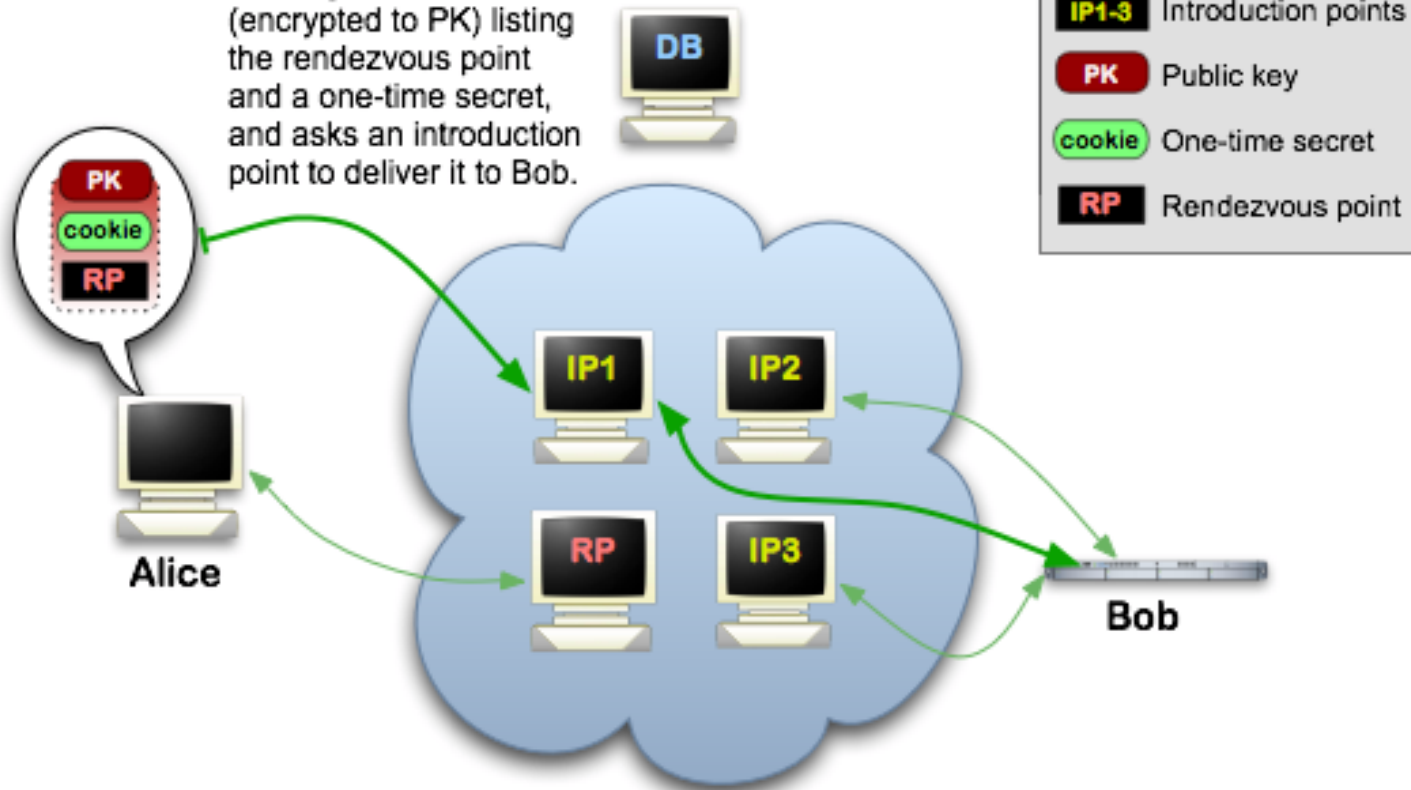 (encrypted to PK) listing
the rendezvous point
and a one-time secret,
and asks an introduction
point to deliver it to Bob.
DB
IP1-3 Introduction points
PK Public key
cookie One-time secret
RP Rendezvous point
PK
cookie
RP
IP1
IP2
RP
IP3
Alice
Bob